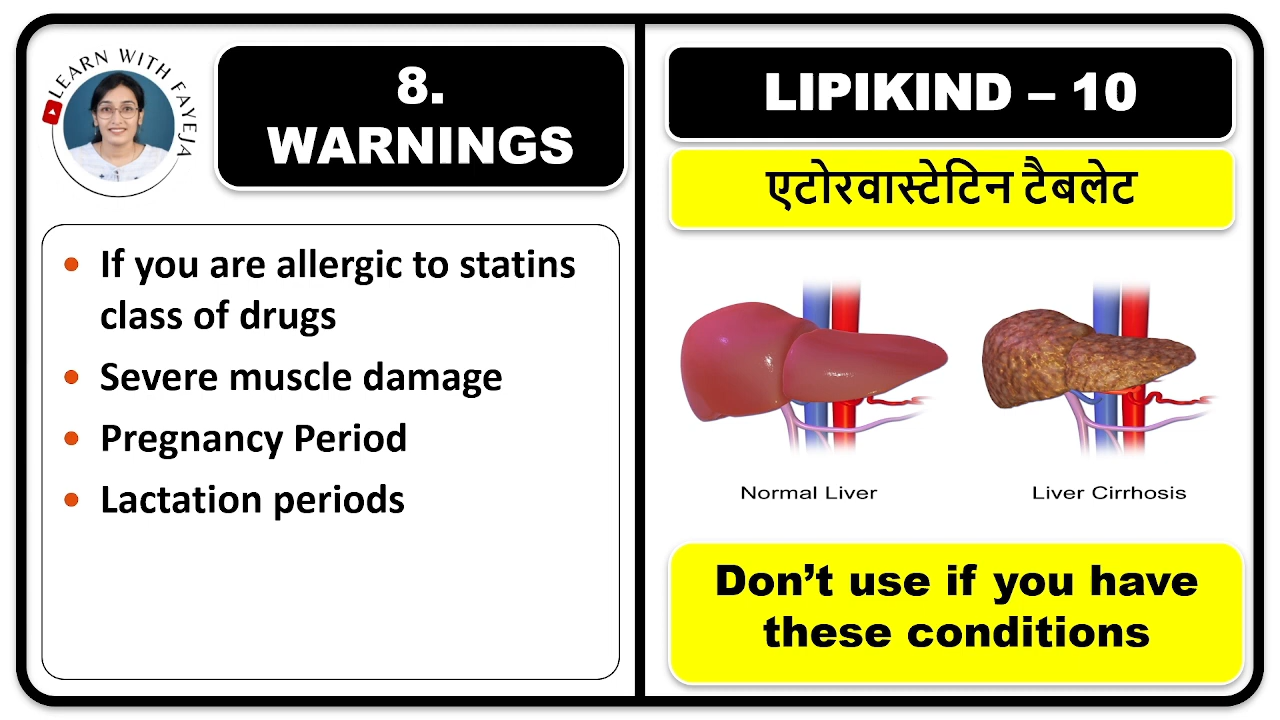 LEARN WITH FAYEJA
8.
WARNINGS
• If you are allergic to statins
class of drugs
• Severe muscle damage
• Pregnancy Period
• Lactation periods
LIPIKIND – 10
एटोरवास्टेटिन टैबलेट
Normal Liver
Liver Cirrhosis
Don’t use if you have
these conditions